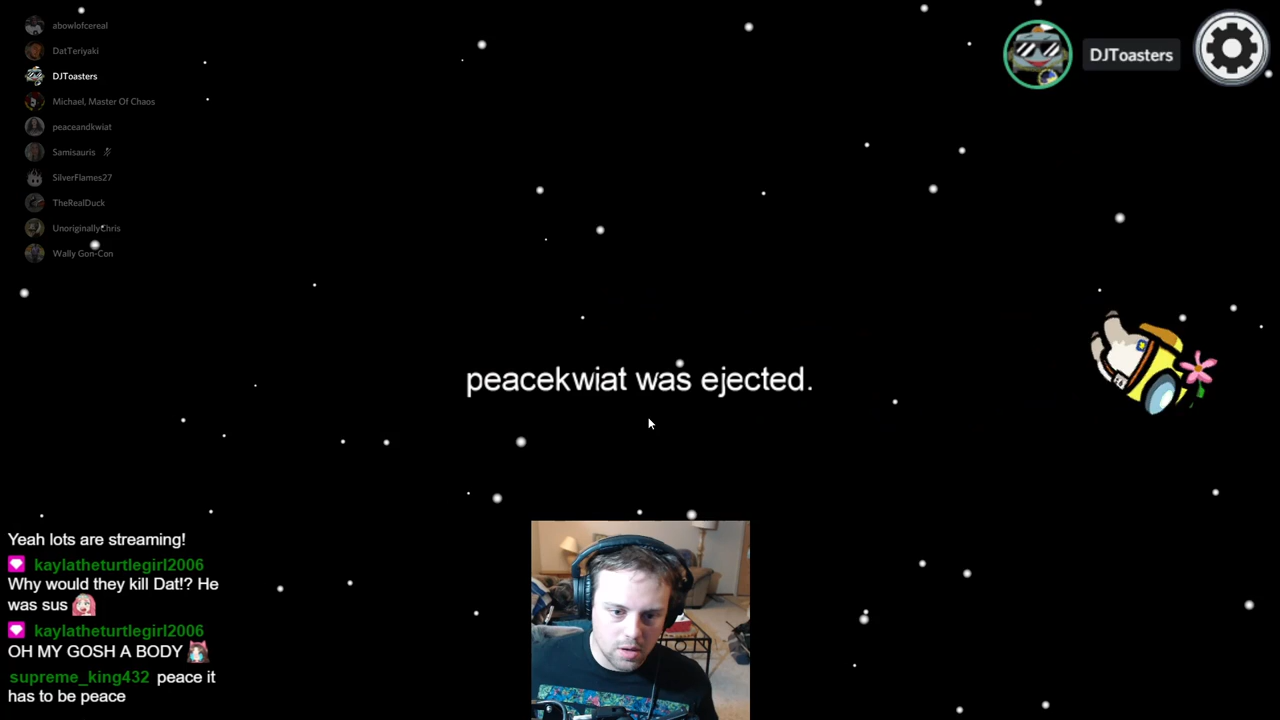 abowlofcereal
DatTeriyaki
DJToasters
Michael, Master Of Chaos
peaceandkwiat
Samisauris
SilverFlames27
TheRealDuck
UnoriginallyChris
Wally Gon-Con
DJToasters
peacekwiat was ejected.
Yeah lots are streaming!
kaylatheturtlegirl2006
Why would they kill Dat!? He
was sus
kaylatheturtlegirl2006
OH MY GOSH A BODY
supreme_king432 peace it
has to be peace